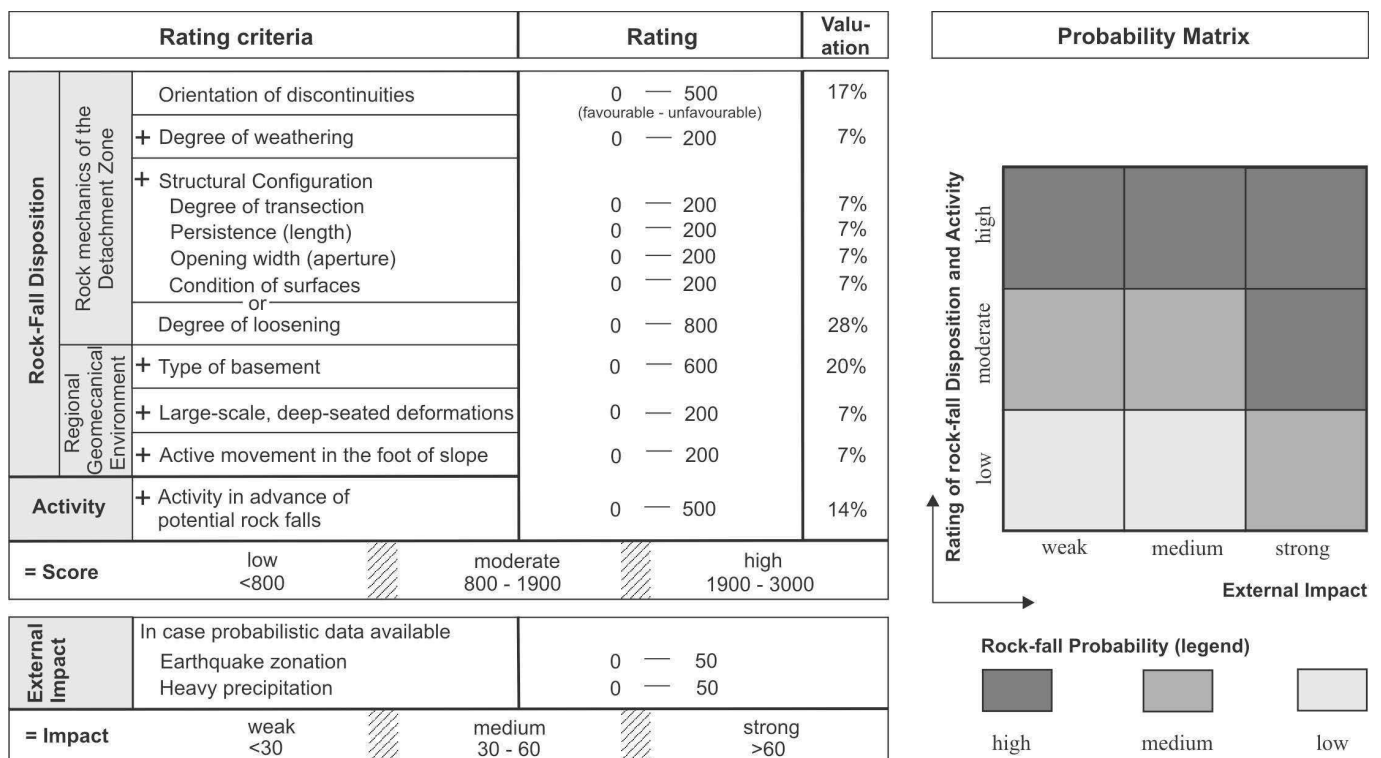 Rating criteria Rating Valu-
ation
Rock-Fall Disposition
Rock mechanics of the
Detachment Zone
Orientation of discontinuities 0 — 500 17%
(favourable - unfavourable)
+ Degree of weathering 0 — 200 7%
+ Structural Configuration
Degree of transection 0 — 200 7%
Persistence (length) 0 — 200 7%
Opening width (aperture) 0 — 200 7%
Condition of surfaces 0 — 200 7%
or
Degree of loosening 0 — 800 28%
Regional
Geomecanical
Environment
+ Type of basement 0 — 600 20%
+ Large-scale, deep-seated deformations 0 — 200 7%
+ Active movement in the foot of slope 0 — 200 7%
Activity
+ Activity in advance of
potential rock falls 0 — 500 14%
= Score
low moderate high
<800 800 - 1900 1900 - 3000
External
Impact
In case probabilistic data available
Earthquake zonation 0 — 50
Heavy precipitation 0 — 50
= Impact
weak medium strong
<30 30 - 60 >60
Probability Matrix
Rating of rock-fall Disposition and Activity
high
moderate
low
weak medium strong
External Impact
Rock-fall Probability (legend)
high medium low